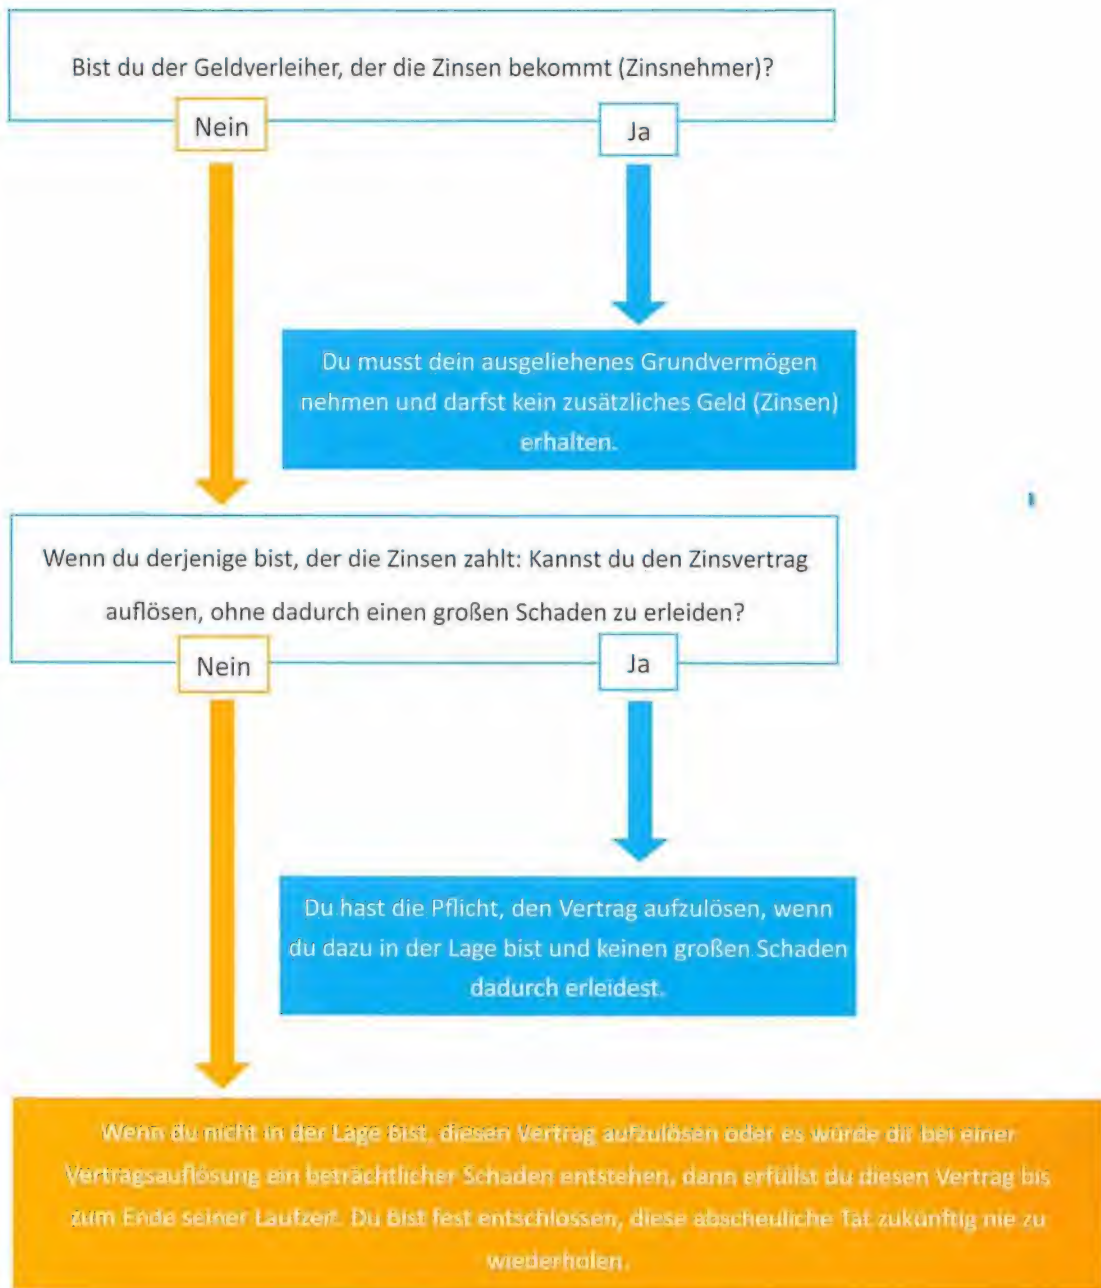 Bist du der Geldverleiher, der die Zinsen bekommt (Zinsnehmer)?
Nein
Ja
Du musst dein ausgeliehenes Grundvermögen
nehmen und darfst kein zusätzliches Geld (Zinsen)
erhalten.
Wenn du derjenige bist, der die Zinsen zahlt: Kannst du den Zinsvertrag
auflösen, ohne dadurch einen großen Schaden zu erleiden?
Nein
Ja
Du hast die Pflicht, den Vertrag aufzulösen, wenn
du dazu in der Lage bist und keinen großen Schaden
dadurch erleidest.
Wenn du nicht in der Lage bist, diesen Vertrag aufzulösen oder es würde dir bei einer
Vertragsauflösung ein beträchtlicher Schaden entstehen, dann erfüllst du diesen Vertrag bis
zum Ende seiner Laufzeit. Du bist fest entschlossen, diese abscheuliche Tat zukünftig nie zu
wiederholen.